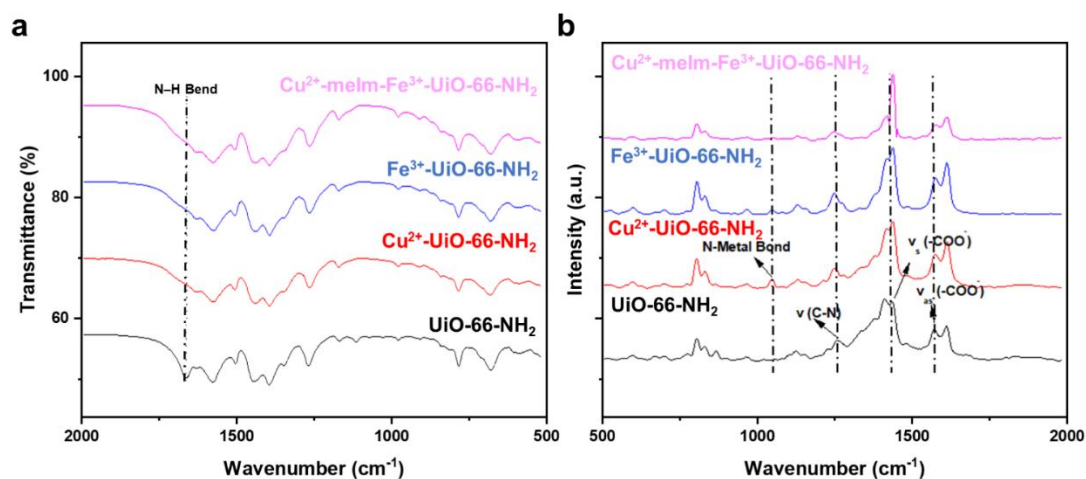 a
Transmittance (%)
100
80
60
N–H Bend
Cu²⁺-meIm-Fe³⁺-UiO-66-NH₂
Fe³⁺-UiO-66-NH₂
Cu²⁺-UiO-66-NH₂
UiO-66-NH₂
2000
1500
1000
500
Wavenumber (cm⁻¹)
b
Intensity (a.u.)
Cu²⁺-meIm-Fe³⁺-UiO-66-NH₂
Fe³⁺-UiO-66-NH₂
Cu²⁺-UiO-66-NH₂
N-Metal Bond
νₛ (-COO⁻)
UiO-66-NH₂
ν (C-N)
νₐₛ (-COO⁻)
500
1000
1500
2000
Wavenumber (cm⁻¹)